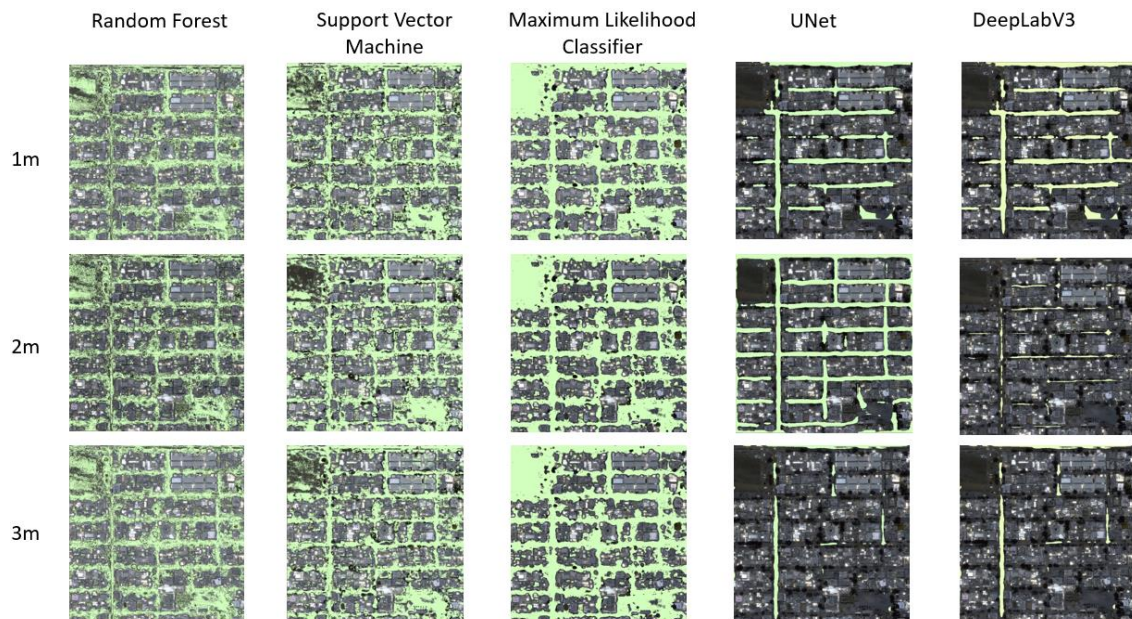 Random Forest
Support Vector
Machine
Maximum Likelihood
Classifier
UNet
DeepLabV3
1m
2m
3m